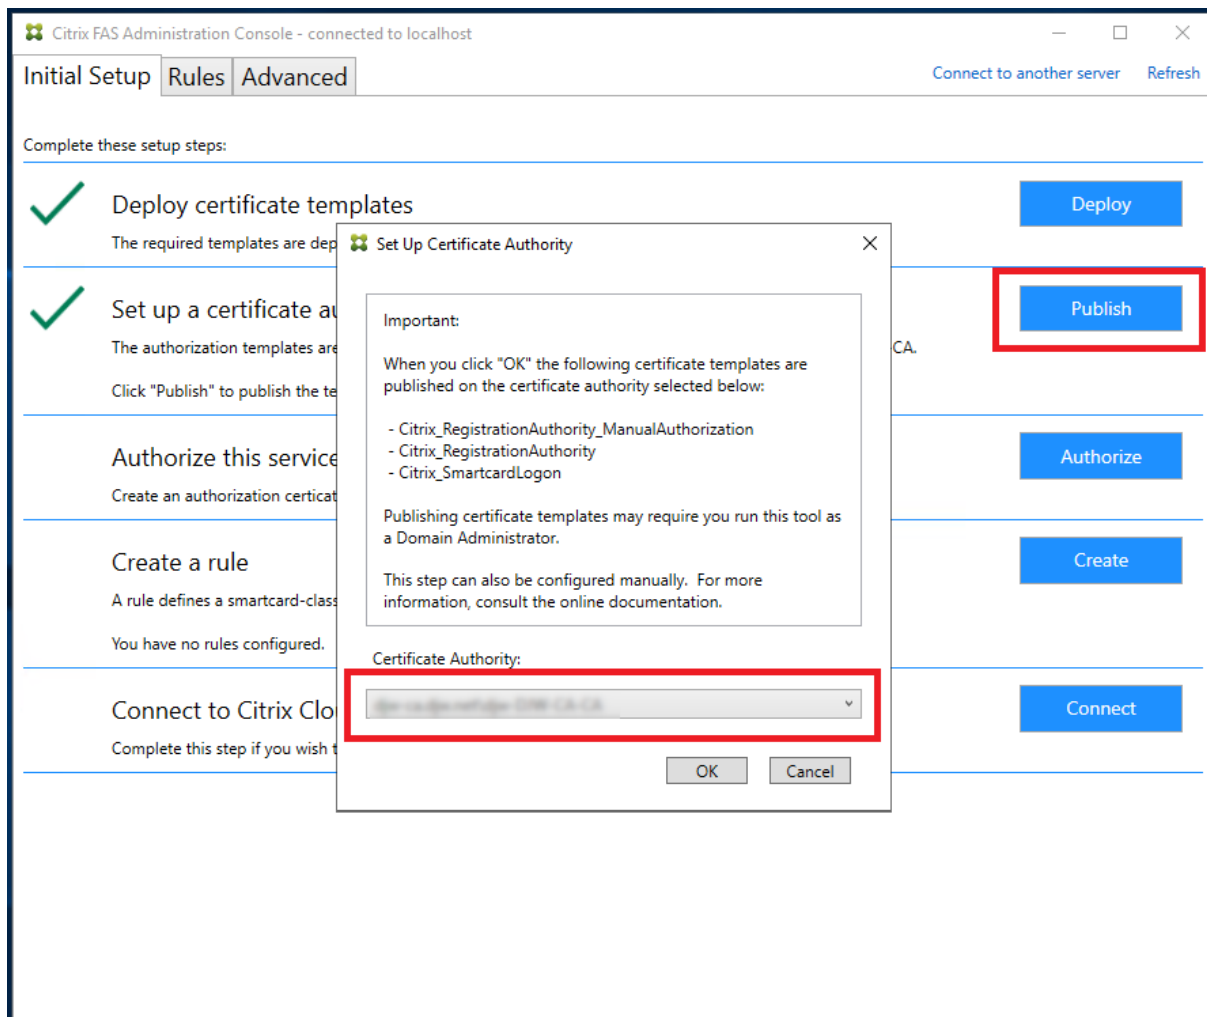 Citrix FAS Administration Console - connected to localhost
Initial Setup Rules Advanced
Connect to another server Refresh
Complete these setup steps:
Deploy certificate templates
Deploy
The required templates are dep
Set Up Certificate Authority
Set up a certificate au
Publish
The authorization templates are
CA.
Click "Publish" to publish the te
Important:
When you click "OK" the following certificate templates are
published on the certificate authority selected below:
- Citrix_RegistrationAuthority_ManualAuthorization
- Citrix_RegistrationAuthority
- Citrix_SmartcardLogon
Publishing certificate templates may require you run this tool as
a Domain Administrator.
This step can also be configured manually. For more
information, consult the online documentation.
Certificate Authority:
OK Cancel
Authorize this service
Authorize
Create an authorization certicat
Create a rule
Create
A rule defines a smartcard-class
You have no rules configured.
Connect to Citrix Clo
Connect
Complete this step if you wish t